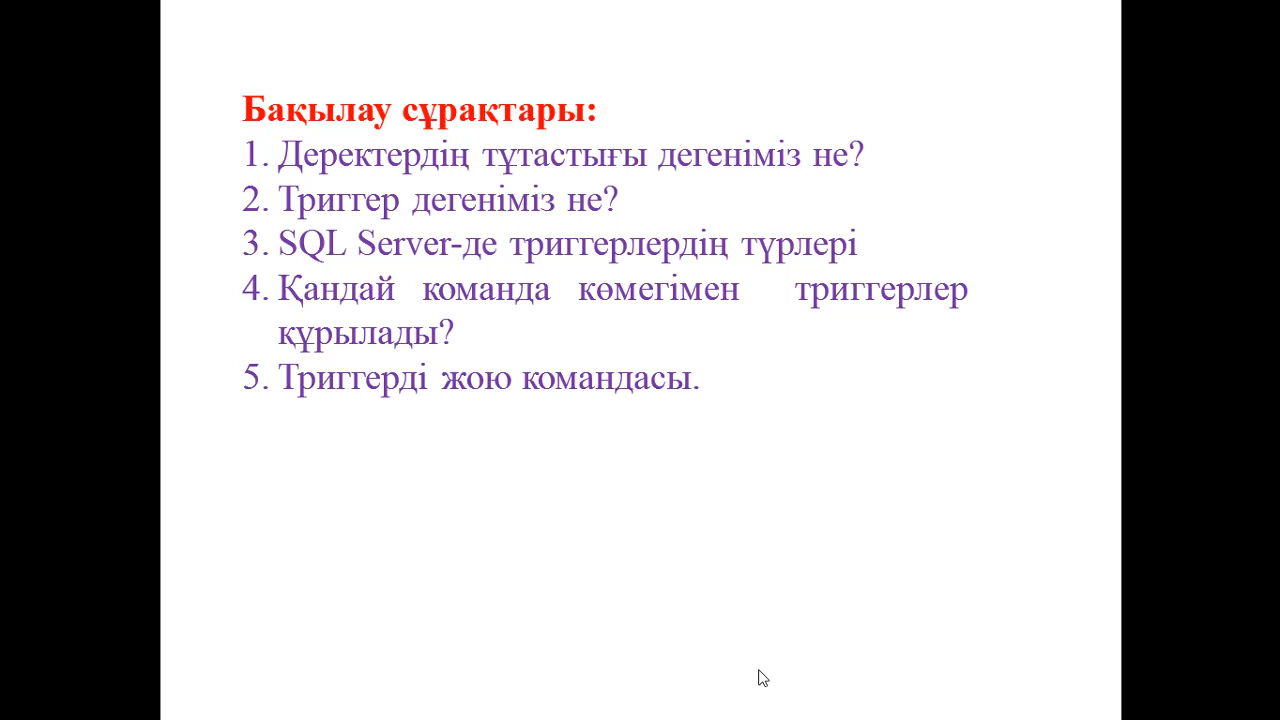 Бақылау сұрақтары:
1. Деректердің тұтастығы дегеніміз не?
2. Триггер дегеніміз не?
3. SQL Server-де триггерлердің түрлері
4. Қандай команда көмегімен триггерлер
құрылады?
5. Триггерді жою командасы.